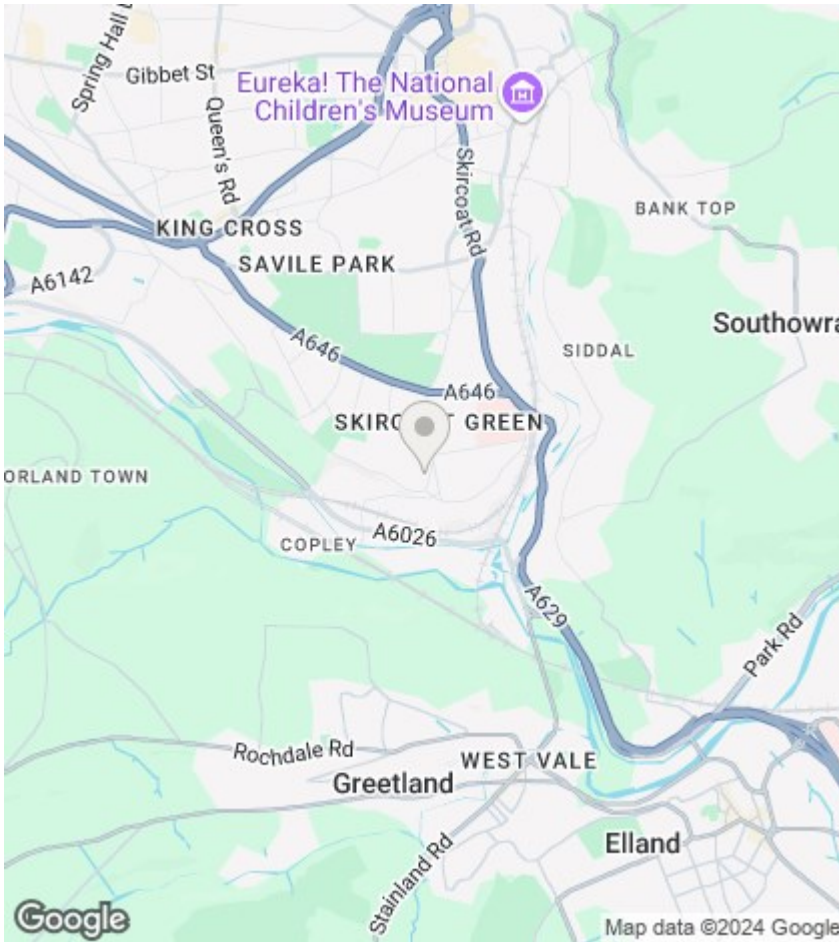 Spring Hall L
Gibbet St
Queen's Rd
Eureka! The National
Children's Museum
Skircoat Rd
BANK TOP
KING CROSS
SAVILE PARK
A6142
Southowra
A646
SIDDAL
A646
SKIRC T GREEN
ORLAND TOWN
A6026
COPLEY
A629
Park Rd
Rochdale Rd
WEST VALE
Greetland
Elland
Stainland Rd
Google
Map data ©2024 Google